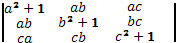 a² + 1 ab ac
ab b² + 1 bc
ca cb c² + 1